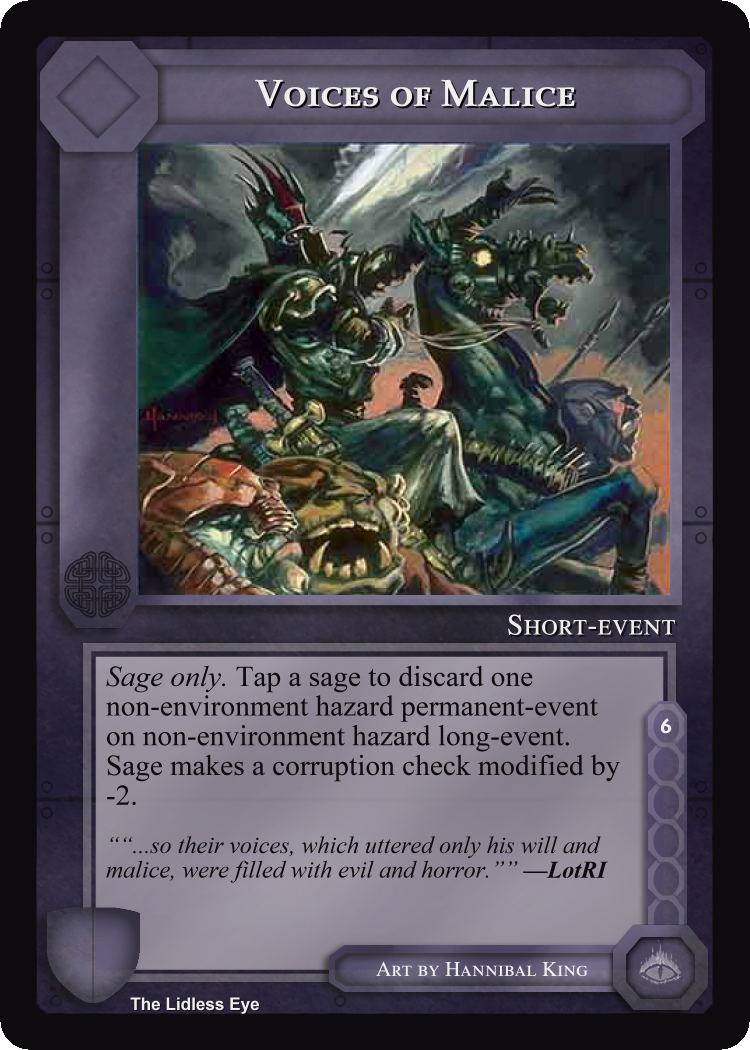 Voices of Malice
Hannibal
Short-event
Sage only. Tap a sage to discard one
non-environment hazard permanent-event
on non-environment hazard long-event.
Sage makes a corruption check modified by
-2.
6
““...so their voices, which uttered only his will and
malice, were filled with evil and horror.”” —LotRI
Art by Hannibal King
The Lidless Eye